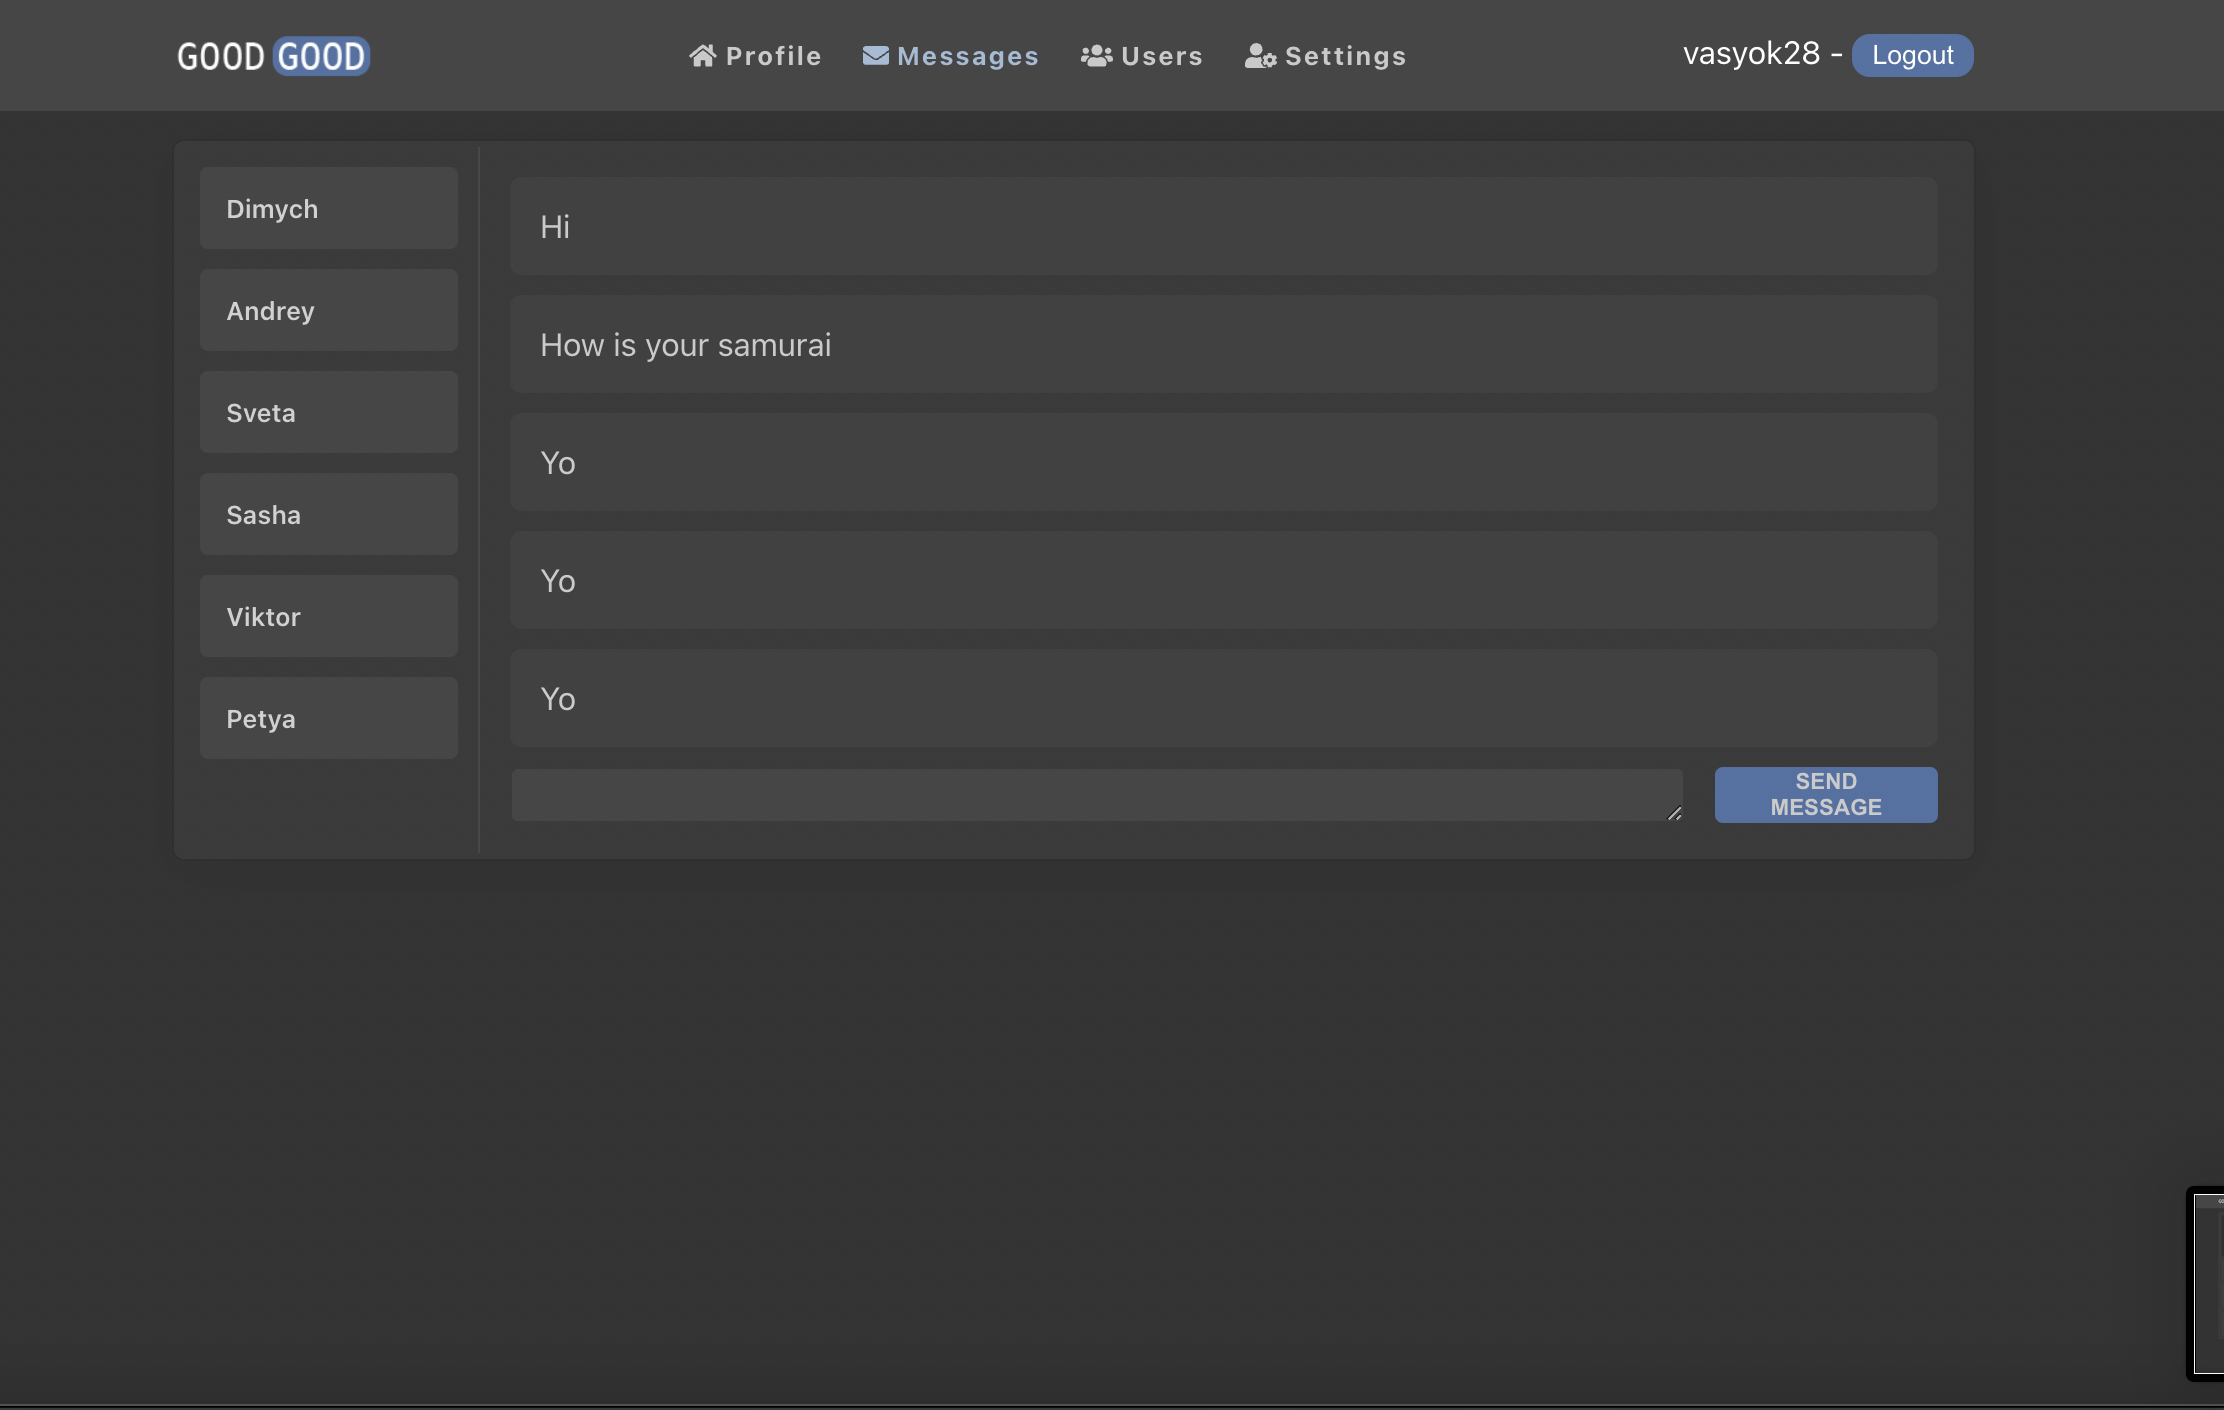 GOOD GOOD
Profile Messages Users Settings
vasyok28 - Logout
Dimych
Andrey
Sveta
Sasha
Viktor
Petya
Hi
How is your samurai
Yo
Yo
Yo
SEND
MESSAGE